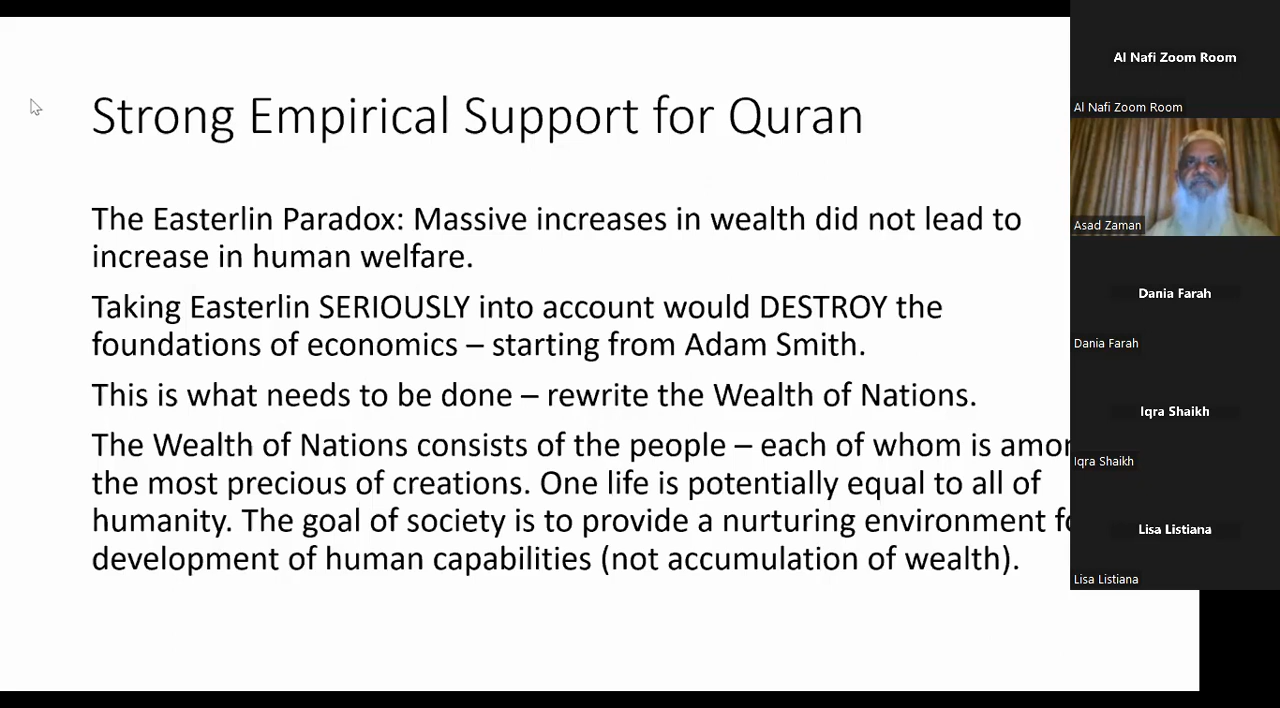 Strong Empirical Support for Quran
The Easterlin Paradox: Massive increases in wealth did not lead to
increase in human welfare.
Taking Easterlin SERIOUSLY into account would DESTROY the
foundations of economics – starting from Adam Smith.
This is what needs to be done – rewrite the Wealth of Nations.
The Wealth of Nations consists of the people – each of whom is
the most precious of creations. One life is potentially equal to all of
humanity. The goal of society is to provide a nurturing environment
development of human capabilities (not accumulation of wealth).
Al Nafi Zoom Room
Al Nafi Zoom Room
Asad Zaman
Dania Farah
Dania Farah
Iqra Shaikh
Iqra Shaikh
Lisa Listiana
Lisa Listiana